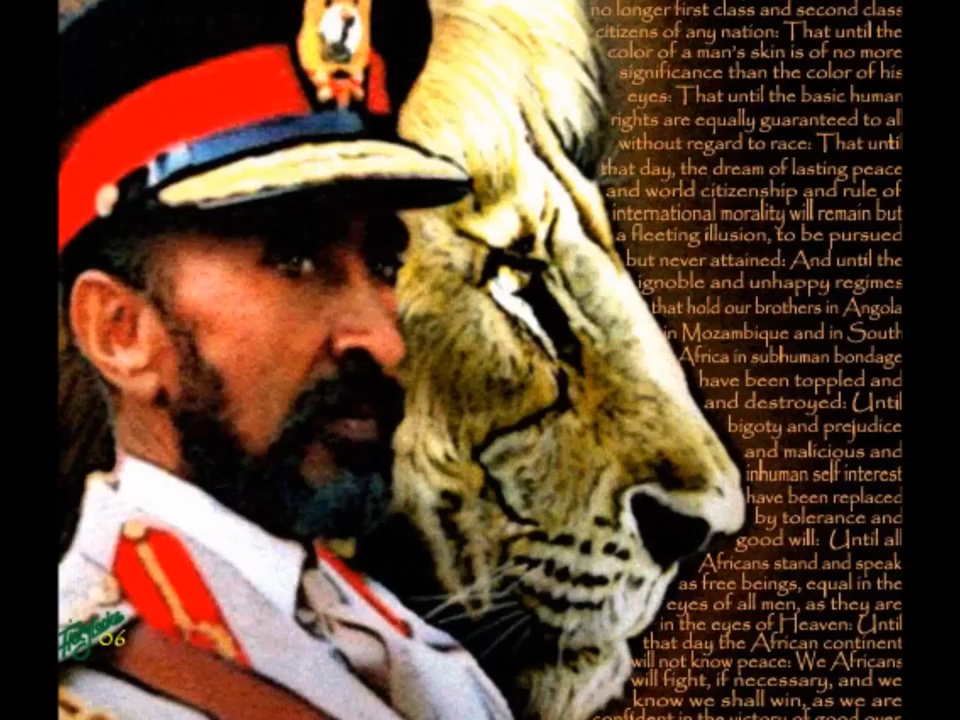 no longer first class and second class
citizens of any nation: That until the
color of a man's skin is of no more
significance than the color of his
eyes: That until the basic human
rights are equally guaranteed to all
without regard to race: That until
that day, the dream of lasting peace
and world citizenship and rule of
international morality will remain but
a fleeting illusion, to be pursued
but never attained: And until the
ignoble and unhappy regimes
that hold our brothers in Angola
in Mozambique and in South
Africa in subhuman bondage
have been toppled and
and destroyed: Until
bigoty and prejudice
and malicious and
inhuman self interest
have been replaced
by tolerance and
good will: Until all
Africans stand and speak
as free beings, equal in the
eyes of all men, as they are
in the eyes of Heaven: Until
that day the African continent
will not know peace: We Africans
will fight, if necessary, and we
know we shall win, as we are
confident in the victory of good over
06